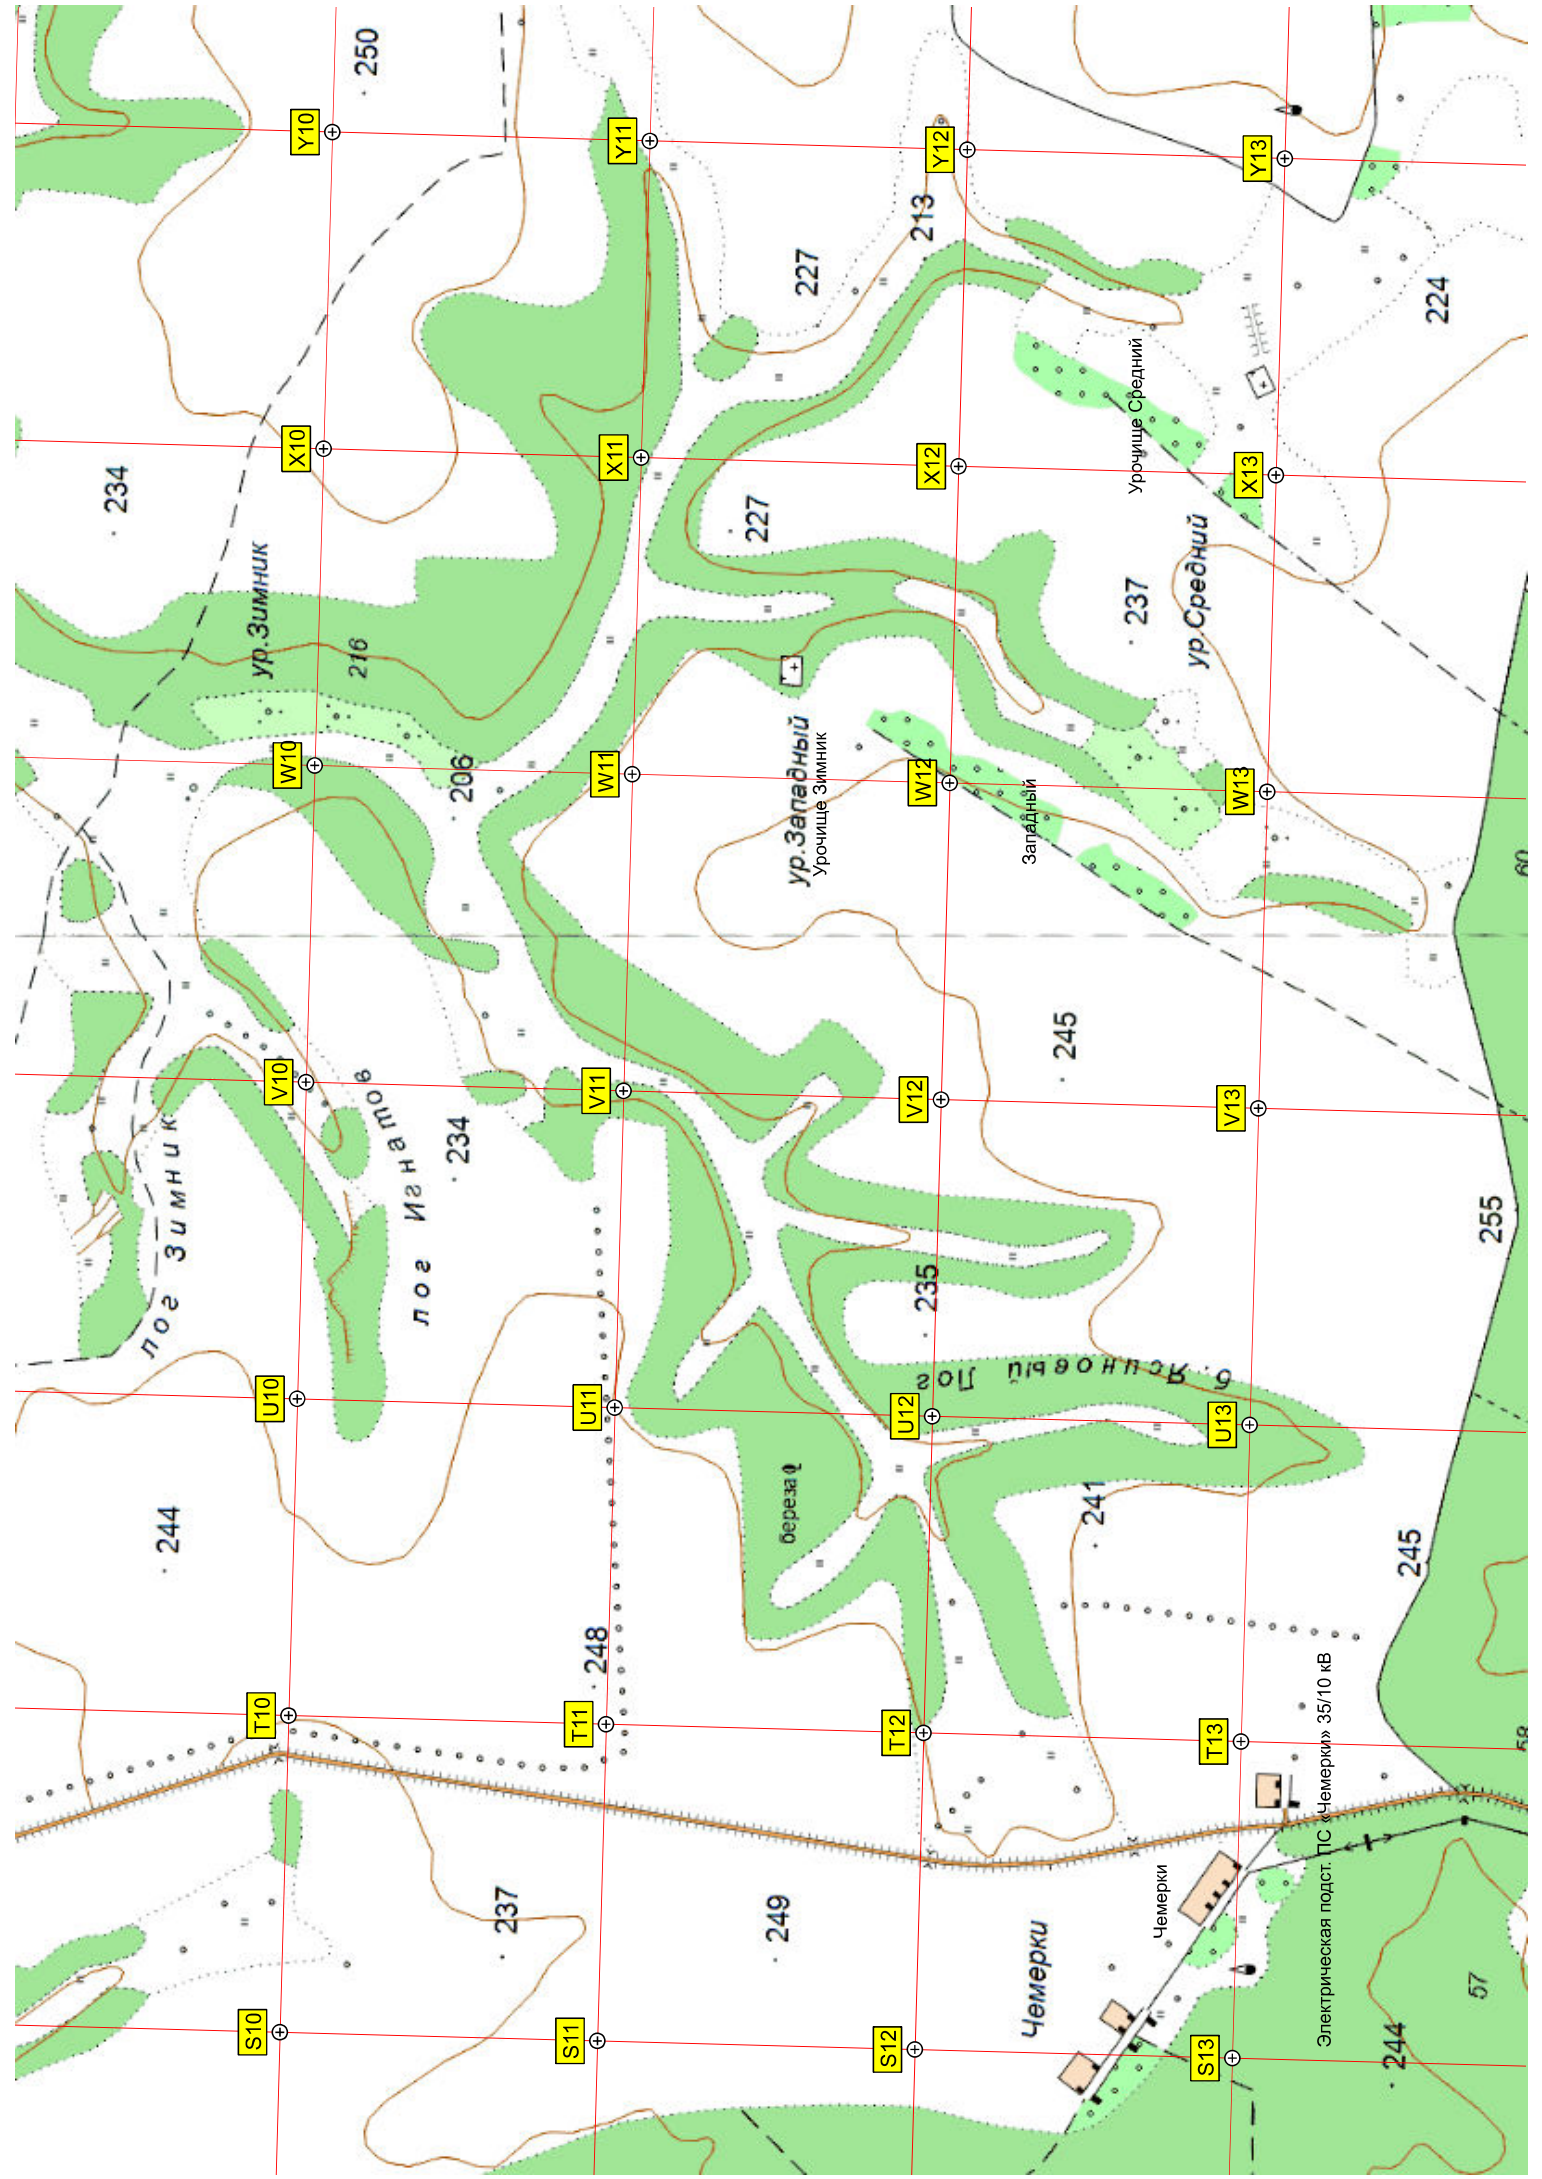 250
Y10
Y11
Y12
Y13
213
227
224
X10
X11
X12
X13
234
227
Урочище Средний
ур.Зимник
216
237
ур.Средний
W10
W11
W12
W13
206
ур.Западный
Урочище Зимник
Западный
60
245
V10
V11
V12
V13
лог Зимник
лог Игнатов
234
235
255
б. Ясиновый Лог
U10
U11
U12
U13
береза
244
241
245
248
T10
T11
T12
T13
58
237
249
Чемерки
Чемерки
Электрическая подст. ПС «Чемерки» 35/10 кВ
57
S10
S11
S12
S13
244